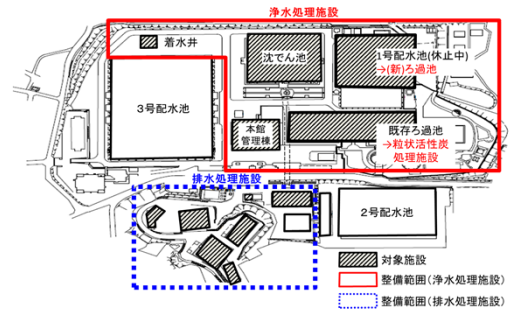 浄水処理施設
着水井
沈でん池
1号配水池(休止中)
→(新)ろ過池
3号配水池
本館
管理棟
既存ろ過池
→粒状活性炭
処理施設
排水処理施設
2号配水池
対象施設
整備範囲(浄水処理施設)
整備範囲(排水処理施設)